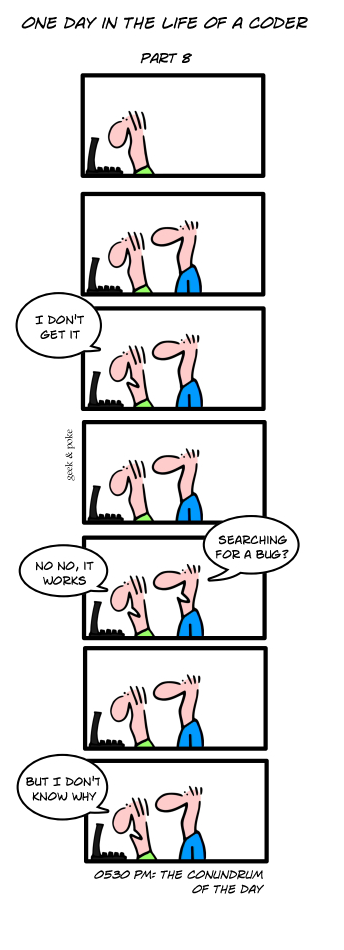 ONE DAY IN THE LIFE OF A CODER
PART 8
I DON'T
GET IT
geek & poke
SEARCHING
FOR A BUG?
NO NO, IT
WORKS
BUT I DON'T
KNOW WHY
0530 PM: THE CONUNDRUM
OF THE DAY